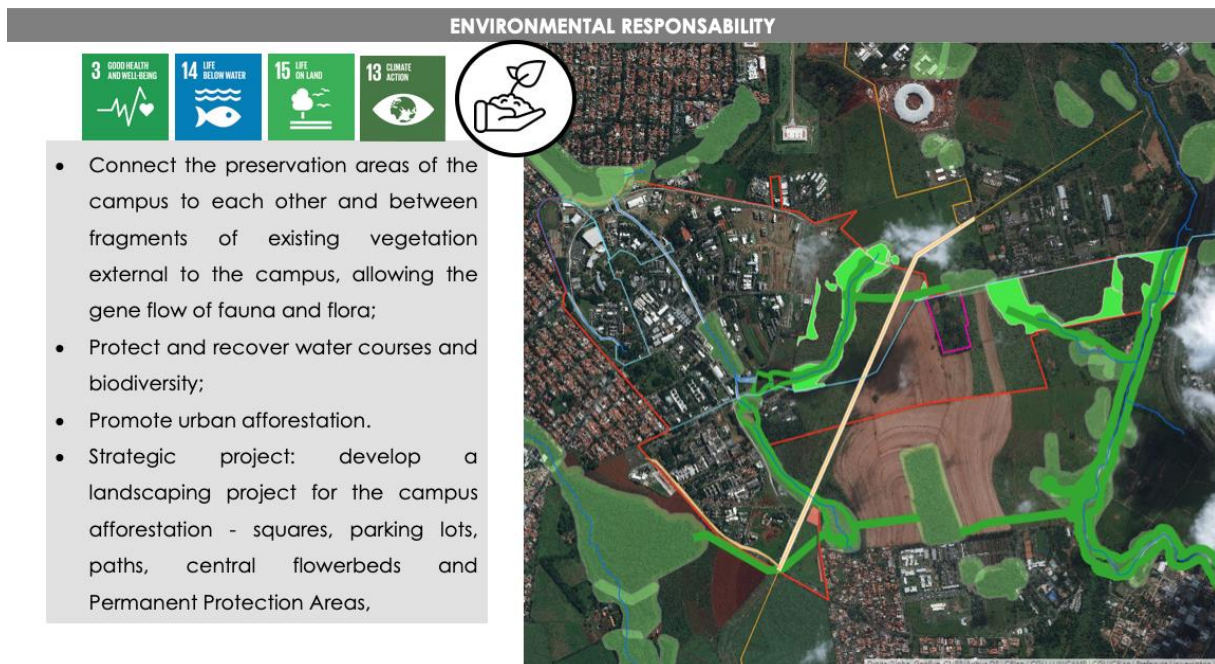 ENVIRONMENTAL RESPONSABILITY
3 GOOD HEALTH
AND WELL-BEING
14 LIFE
BELOW WATER
15 LIFE
ON LAND
13 CLIMATE
ACTION
• Connect the preservation areas of the
campus to each other and between
fragments of existing vegetation
external to the campus, allowing the
gene flow of fauna and flora;
• Protect and recover water courses and
biodiversity;
• Promote urban afforestation.
• Strategic project: develop a
landscaping project for the campus
afforestation - squares, parking lots,
paths, central flowerbeds and
Permanent Protection Areas,